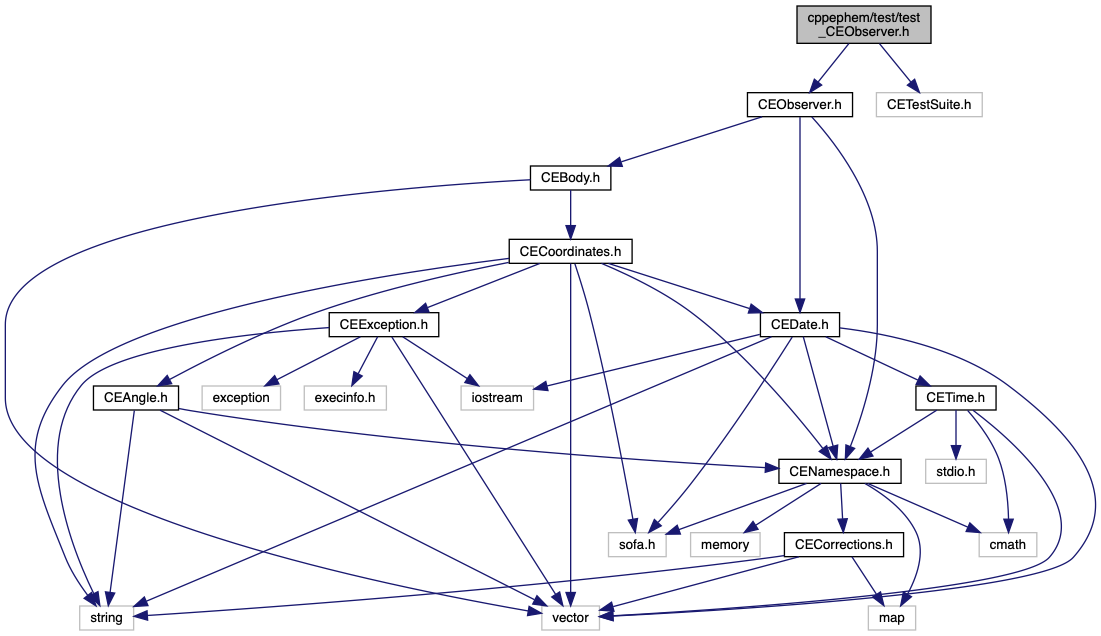 cppephem/test/test
_CEObserver.h
CEObserver.h
CETestSuite.h
CEBody.h
CECoordinates.h
CEException.h
CEDate.h
CEAngle.h
exception
execinfo.h
iostream
CETime.h
CENamespace.h
stdio.h
sofa.h
memory
CECorrections.h
cmath
string
vector
map